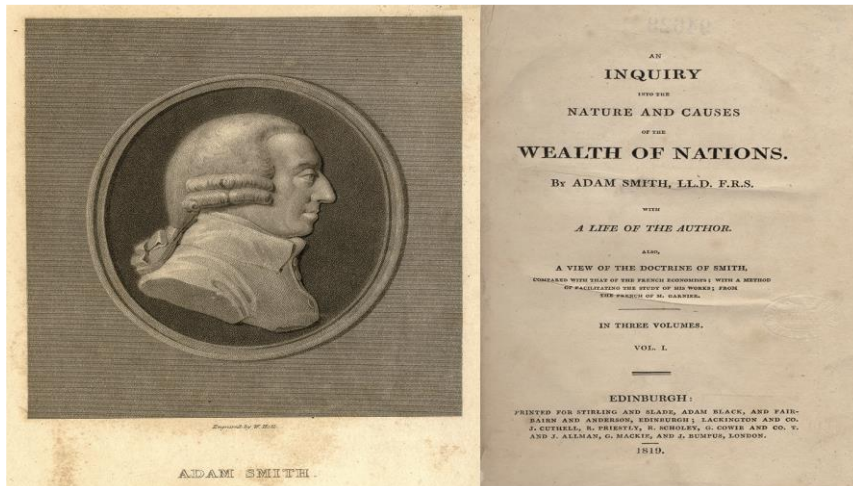 Engraved by W. Holl.
ADAM SMITH.
AN
INQUIRY
INTO THE
NATURE AND CAUSES
OF THE
WEALTH OF NATIONS.
BY ADAM SMITH, LL.D. F.R.S.
WITH
A LIFE OF THE AUTHOR.
ALSO,
A VIEW OF THE DOCTRINE OF SMITH,
COMPARED WITH THAT OF THE FRENCH ECONOMISTS; WITH A METHOD
OF FACILITATING THE STUDY OF HIS WORKS; FROM
THE FRENCH OF M. GARNIER.
IN THREE VOLUMES.
VOL. I.
EDINBURGH:
PRINTED FOR STIRLING AND SLADE, ADAM BLACK, AND FAIR-
BAIRN AND ANDERSON, EDINBURGH; LACKINGTON AND CO.
J. CUTHELL, R. PRIESTLY, R. SCHOLEY, G. COWIE AND CO. T.
AND J. ALLMAN, G. MACKIE, AND J. BUMPUS, LONDON.
1819.